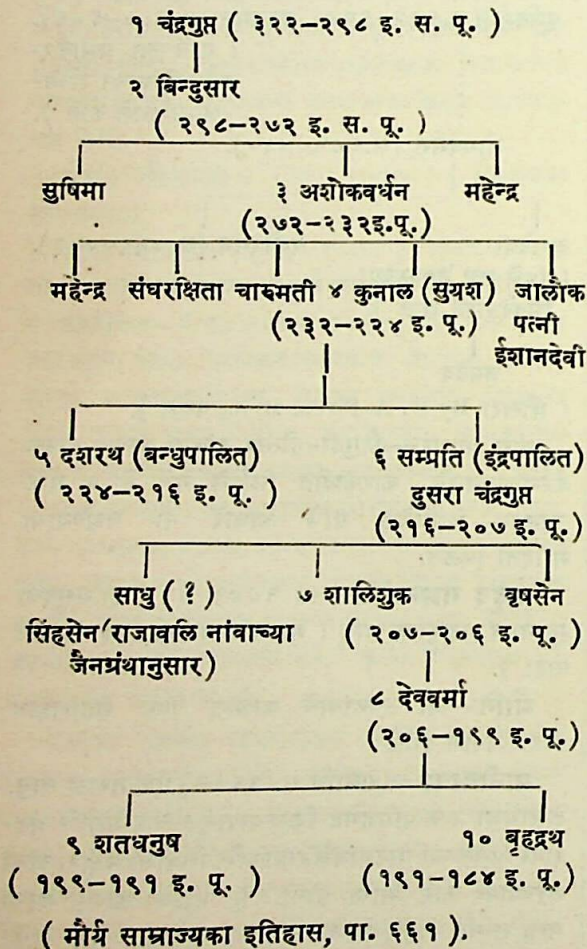 १ चंद्रगुप्त ( ३२२–२९८ इ. स. पू. )
२ बिन्दुसार
( २९८–२७२ इ. स. पू. )
सुषिमा ३ अशोकवर्धन महेन्द्र
(२७२–२३२इ.पू.)
महेन्द्र संघरक्षिता चारुमती ४ कुनाल (सुयश) जालौक
(२३२–२२४ इ. पू.) पत्नी
ईशानदेवी
५ दशरथ (बन्धुपालित) ६ सम्प्रति (इंद्रपालित)
( २२४–२१६ इ. पू. ) दुसरा चंद्रगुप्त
(२१६–२०७ इ. पू.)
साधु ( ? ) ७ शालिशुक वृषसेन
सिंहसेन/राजावलि नांवाच्या (२०७–२०६ इ. पू.)
जैनग्रंथानुसार)
८ देववर्मा
(२०६–१९९ इ. पू.)
९ शतधनुष १० बृहद्रथ
( १९९–१९१ इ. पू. ) (१९१–१८४ इ. पू.)
( मौर्य साम्राज्यका इतिहास, पा. ६६१ ).